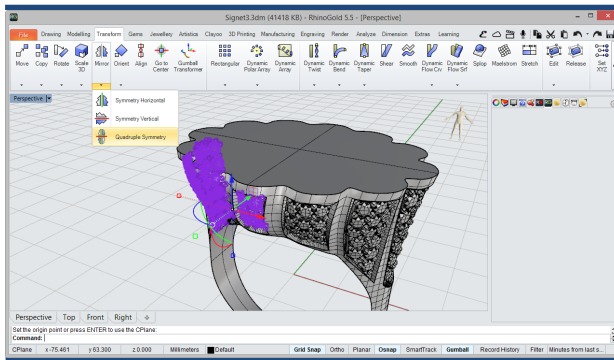 Signet3.3dm (41418 KB) - RhinoGold 5.5 - [Perspective]
File Drawing Modelling Transform Gems Jewellery Artistica Clayoo 3D Printing Manufacturing Engraving Render Analyze Dimension Extras Learning
Move Copy Rotate Scale 3D Mirror Orient Align Go to Center Gumball Transformer Rectangular Dynamic Polar Array Dynamic Array Dynamic Twist Dynamic Bend Dynamic Taper Shear Smooth Dynamic Flow Crv Dynamic Flow Srf Splop Maelstrom Stretch Edit Release Set XYZ
Perspective
Symmetry Horizontal
Symmetry Vertical
Quadruple Symmetry
Perspective Top Front Right
Set the origin point or press ENTER to use the CPlane:
Command:
CPlane x -75.461 y 63.300 z 0.000 Millimeters Default Grid Snap Ortho Planar Osnap SmartTrack Gumball Record History Filter Minutes from last s...